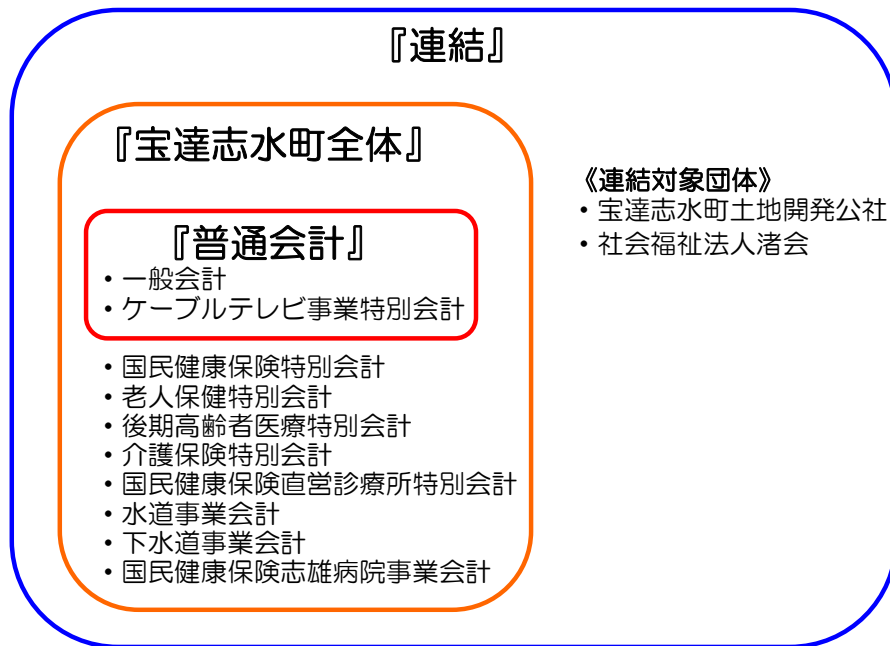 『連結』
『宝達志水町全体』
『普通会計』
・一般会計
・ケーブルテレビ事業特別会計
・国民健康保険特別会計
・老人保健特別会計
・後期高齢者医療特別会計
・介護保険特別会計
・国民健康保険直営診療所特別会計
・水道事業会計
・下水道事業会計
・国民健康保険志雄病院事業会計
《連結対象団体》
・宝達志水町土地開発公社
・社会福祉法人渚会